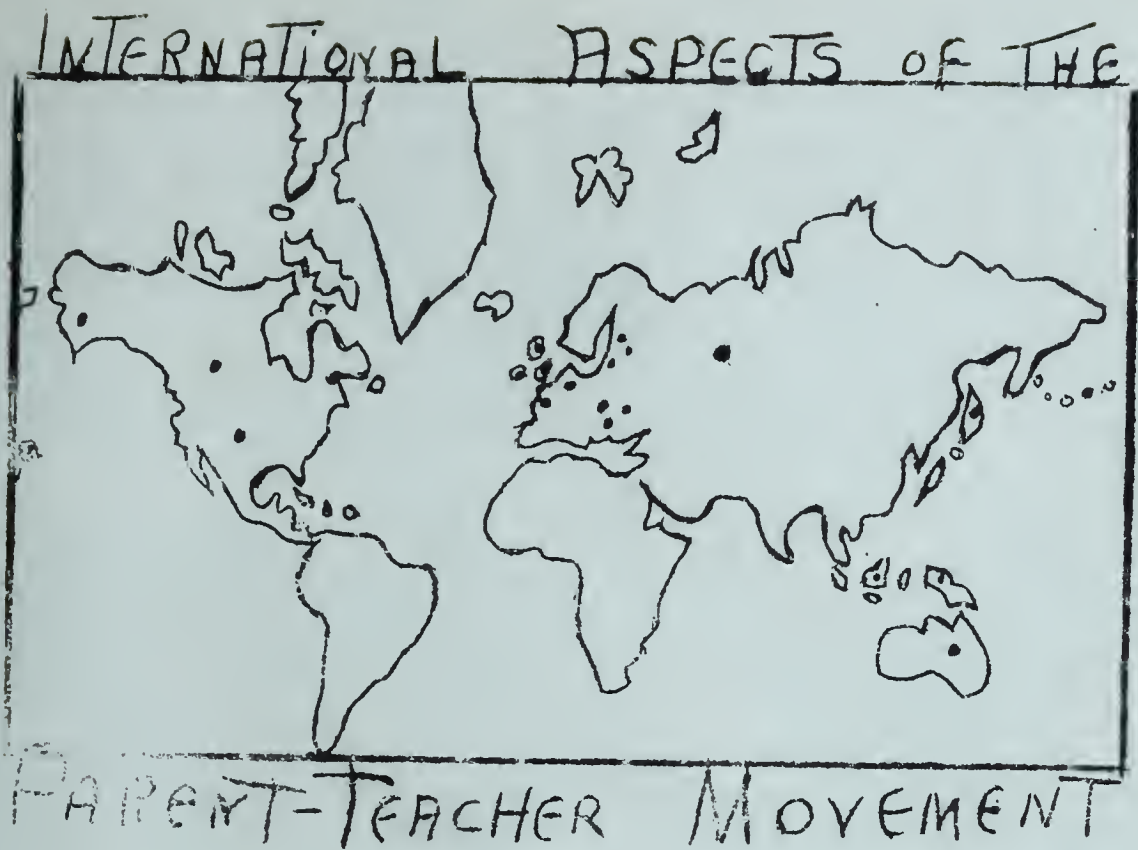 INTERNATIONAL ASPECTS OF THE
PARENT-TEACHER MOVEMENT